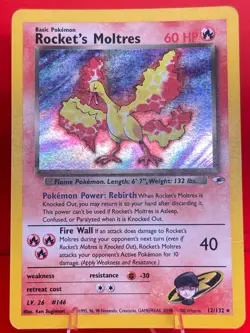 Basic Pokémon
Rocket's Moltres 60 HP
Flame Pokémon. Length: 6' 7", Weight: 132 lbs.
Pokémon Power: Rebirth When Rocket's Moltres is
Knocked Out, you may return it to your hand after discarding it.
This power can't be used if Rocket's Moltres is Asleep,
Confused, or Paralyzed when it is Knocked Out.
Fire Wall If an attack does damage to Rocket's
Moltres during your opponent's next turn (even if
Rocket's Moltres is Knocked Out), Rocket's Moltres
attacks your opponent's Active Pokémon for 10
damage. (Apply Weakness and Resistance.)
40
weakness
resistance -30
retreat cost
LV. 26 #146
Illus. Ken Sugimori
12/132